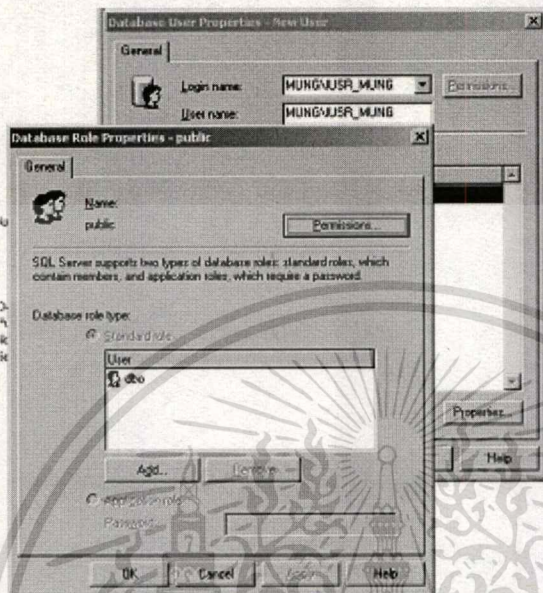 Database User Properties - New User
General
Login name:
MUNG\IUSR_MUNG
Permissions...
User name:
MUNG\IUSR_MUNG
Database Role Properties - public
General
Name:
public
Permissions...
SQL Server supports two types of database roles: standard roles, which
contain members, and application roles, which require a password.
Database role type:
Standard role
User
dbo
Add...
Remove
Application role
Password:
OK
Cancel
Apply
Help
Properties...
Help